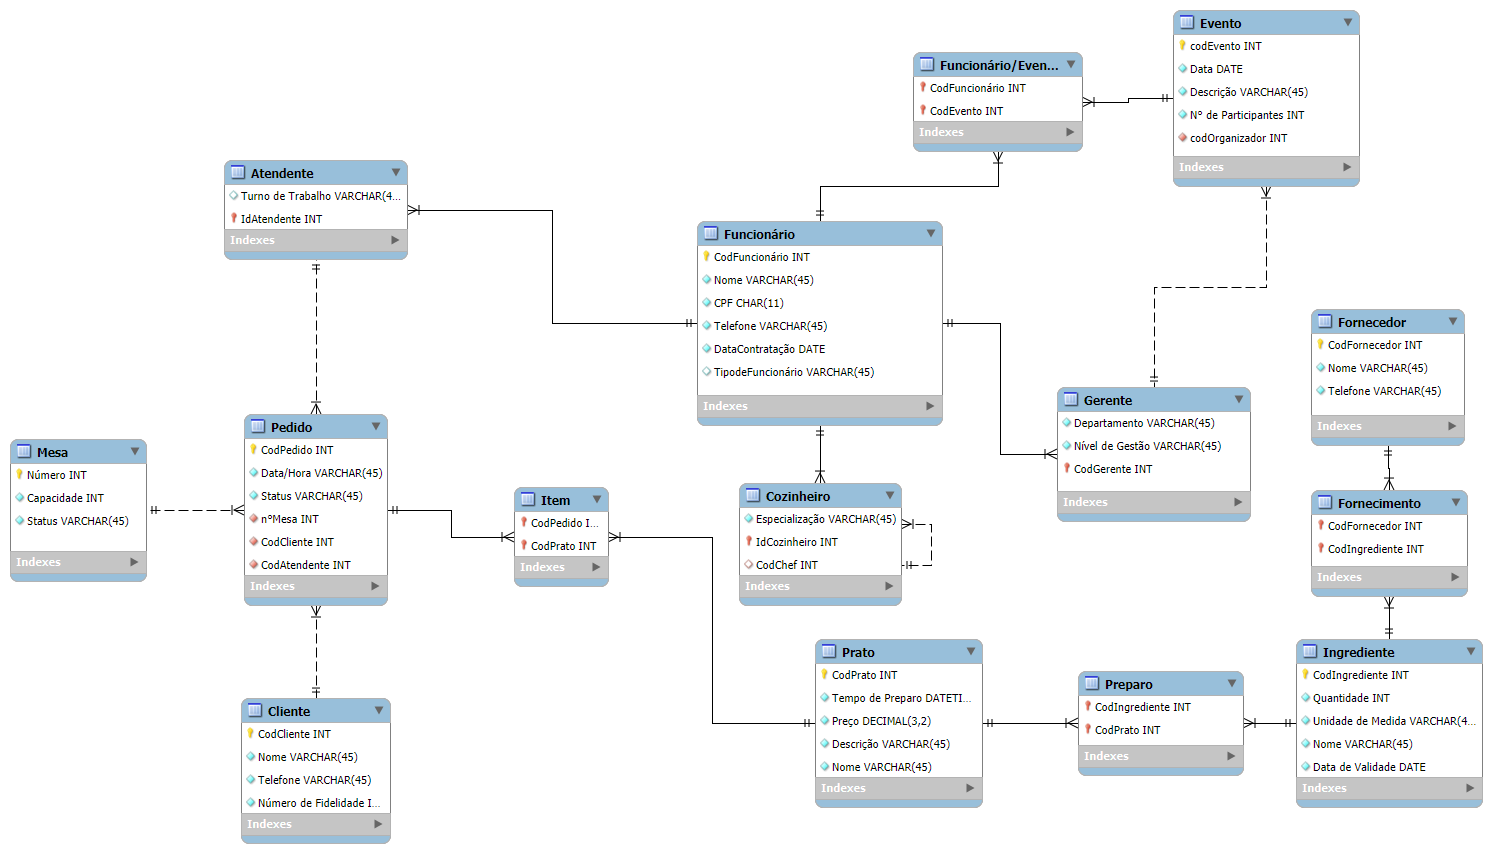 Evento
codEvento INT
Data DATE
Descrição VARCHAR(45)
N° de Participantes INT
codOrganizador INT
Indexes
Funcionário/Even...
CodFuncionário INT
CodEvento INT
Indexes
Atendente
Turno de Trabalho VARCHAR(4...
IdAtendente INT
Indexes
Funcionário
CodFuncionário INT
Nome VARCHAR(45)
CPF CHAR(11)
Telefone VARCHAR(45)
DataContratação DATE
TipodeFuncionário VARCHAR(45)
Indexes
Fornecedor
CodFornecedor INT
Nome VARCHAR(45)
Telefone VARCHAR(45)
Indexes
Gerente
Departamento VARCHAR(45)
Nível de Gestão VARCHAR(45)
CodGerente INT
Indexes
Pedido
CodPedido INT
Data/Hora VARCHAR(45)
Status VARCHAR(45)
n°Mesa INT
CodCliente INT
CodAtendente INT
Indexes
Mesa
Número INT
Capacidade INT
Status VARCHAR(45)
Indexes
Item
CodPedido I...
CodPrato INT
Indexes
Cozinheiro
Especialização VARCHAR(45)
IdCozinheiro INT
CodChef INT
Indexes
Fornecimento
CodFornecedor INT
CodIngrediente INT
Indexes
Prato
CodPrato INT
Tempo de Preparo DATETI...
Preço DECIMAL(3,2)
Descrição VARCHAR(45)
Nome VARCHAR(45)
Indexes
Preparo
CodIngrediente INT
CodPrato INT
Indexes
Ingrediente
CodIngrediente INT
Quantidade INT
Unidade de Medida VARCHAR(4...
Nome VARCHAR(45)
Data de Validade DATE
Indexes
Cliente
CodCliente INT
Nome VARCHAR(45)
Telefone VARCHAR(45)
Número de Fidelidade I...
Indexes